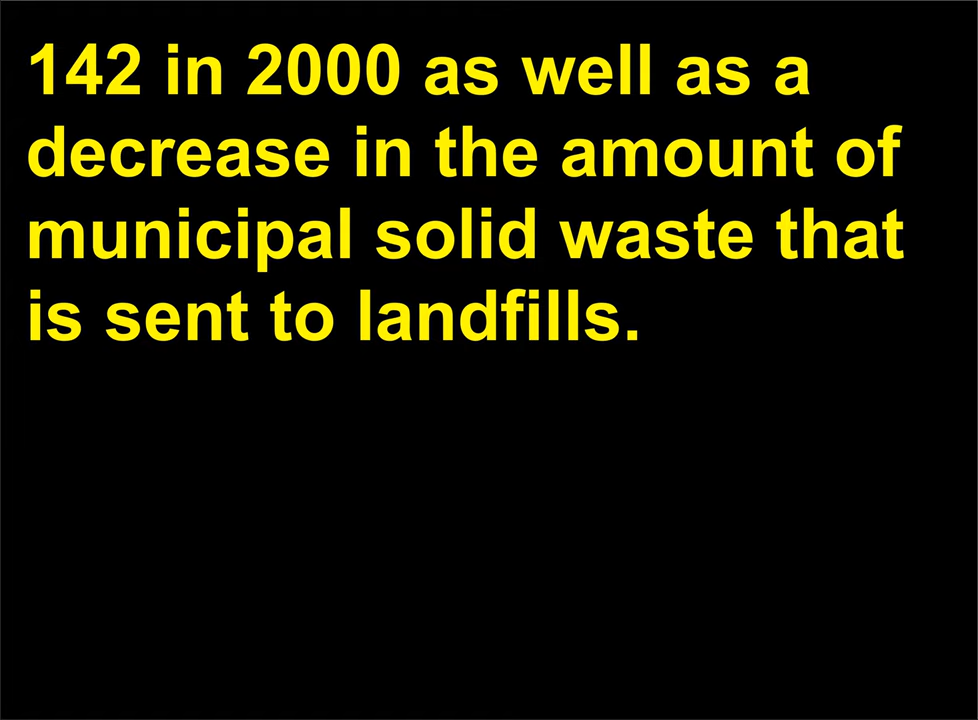 142 in 2000 as well as a
decrease in the amount of
municipal solid waste that
is sent to landfills.